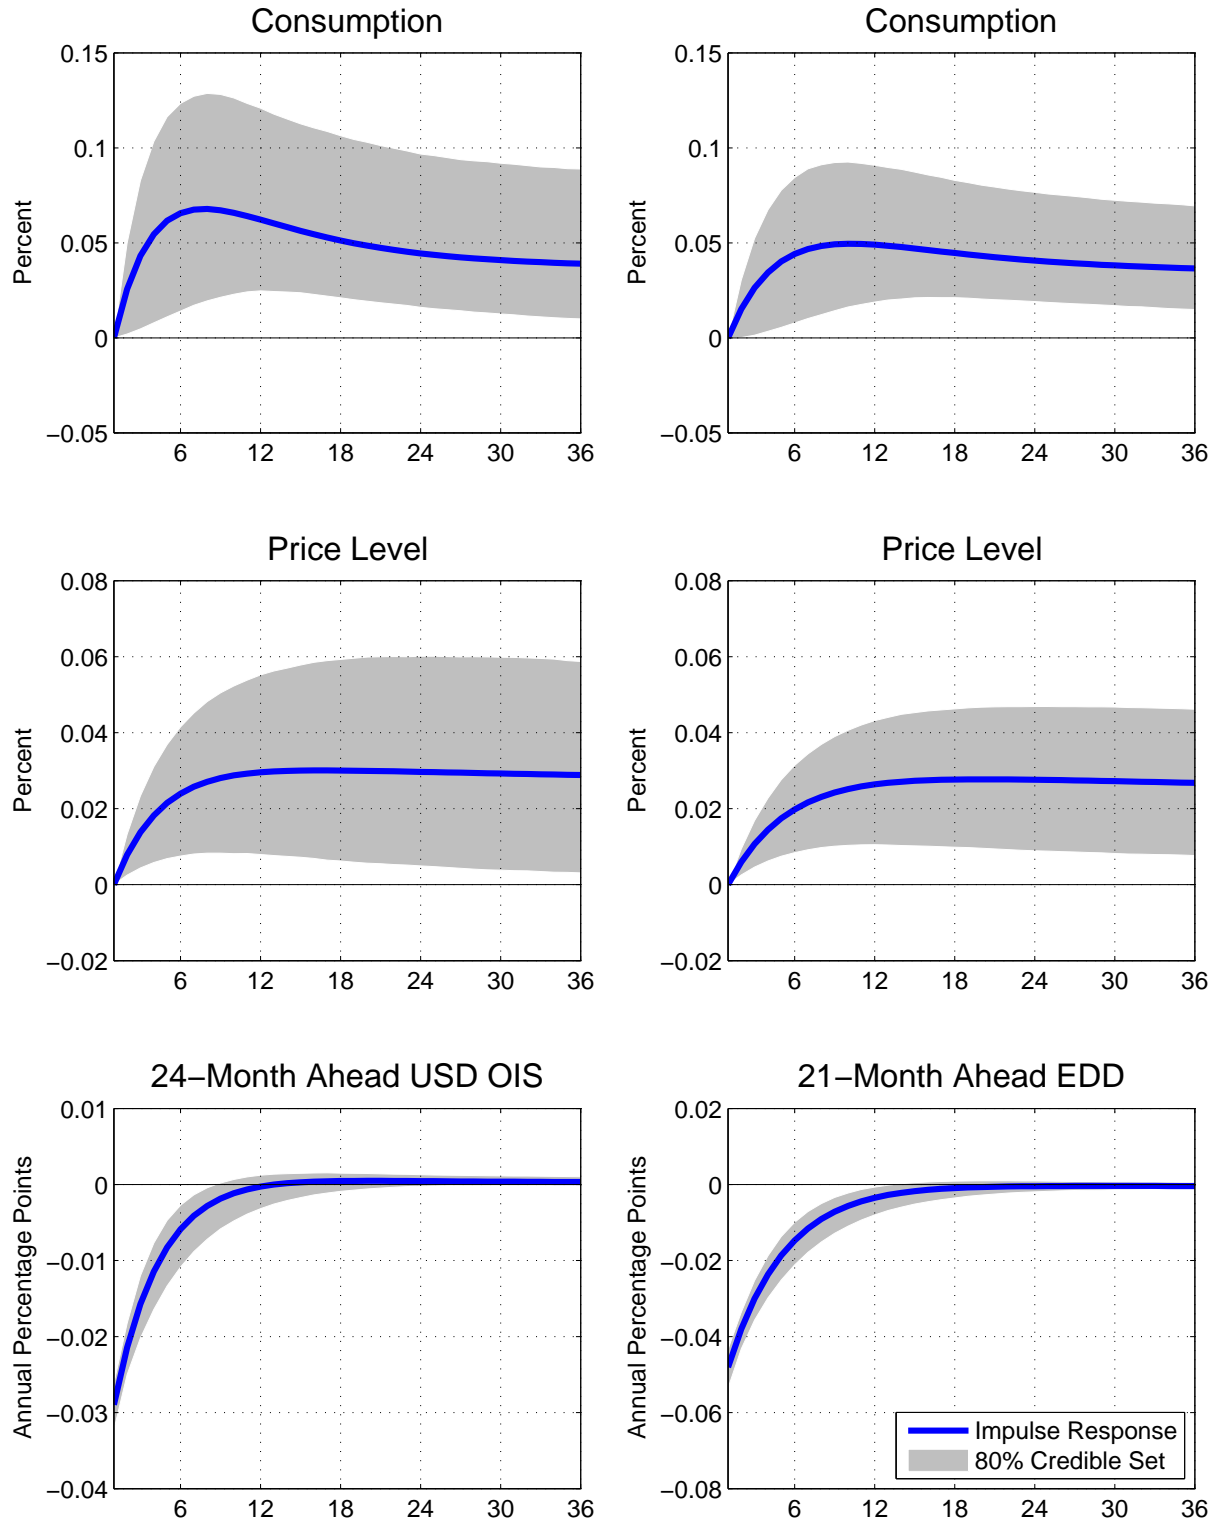 Consumption
Percent
0.15
0.1
0.05
0
−0.05
6 12 18 24 30 36
Consumption
Percent
0.15
0.1
0.05
0
−0.05
6 12 18 24 30 36
Price Level
Percent
0.08
0.06
0.04
0.02
0
−0.02
6 12 18 24 30 36
Price Level
Percent
0.08
0.06
0.04
0.02
0
−0.02
6 12 18 24 30 36
24−Month Ahead USD OIS
Annual Percentage Points
0.01
0
−0.01
−0.02
−0.03
−0.04
6 12 18 24 30 36
21−Month Ahead EDD
Annual Percentage Points
0.02
0
−0.02
−0.04
−0.06
−0.08
6 12 18 24 30 36
Impulse Response
80% Credible Set